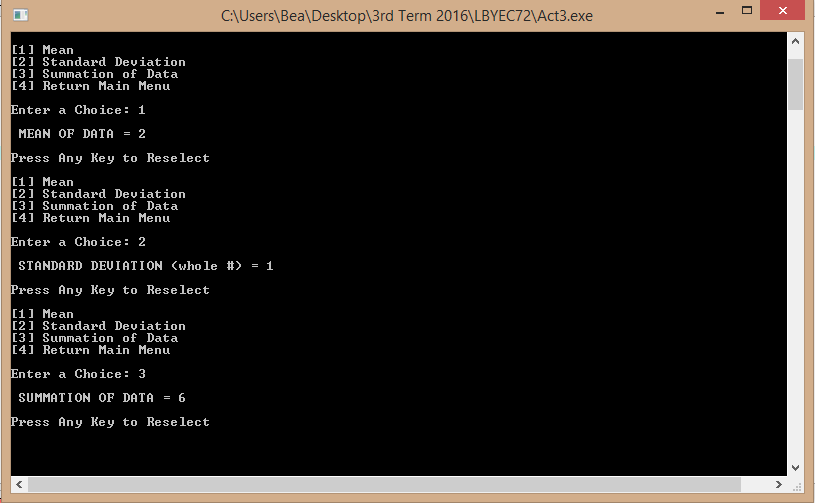 C:\Users\Bea\Desktop\3rd Term 2016\LBYEC72\Act3.exe
[1] Mean
[2] Standard Deviation
[3] Summation of Data
[4] Return Main Menu
Enter a Choice: 1
MEAN OF DATA = 2
Press Any Key to Reselect
[1] Mean
[2] Standard Deviation
[3] Summation of Data
[4] Return Main Menu
Enter a Choice: 2
STANDARD DEVIATION (whole #) = 1
Press Any Key to Reselect
[1] Mean
[2] Standard Deviation
[3] Summation of Data
[4] Return Main Menu
Enter a Choice: 3
SUMMATION OF DATA = 6
Press Any Key to Reselect